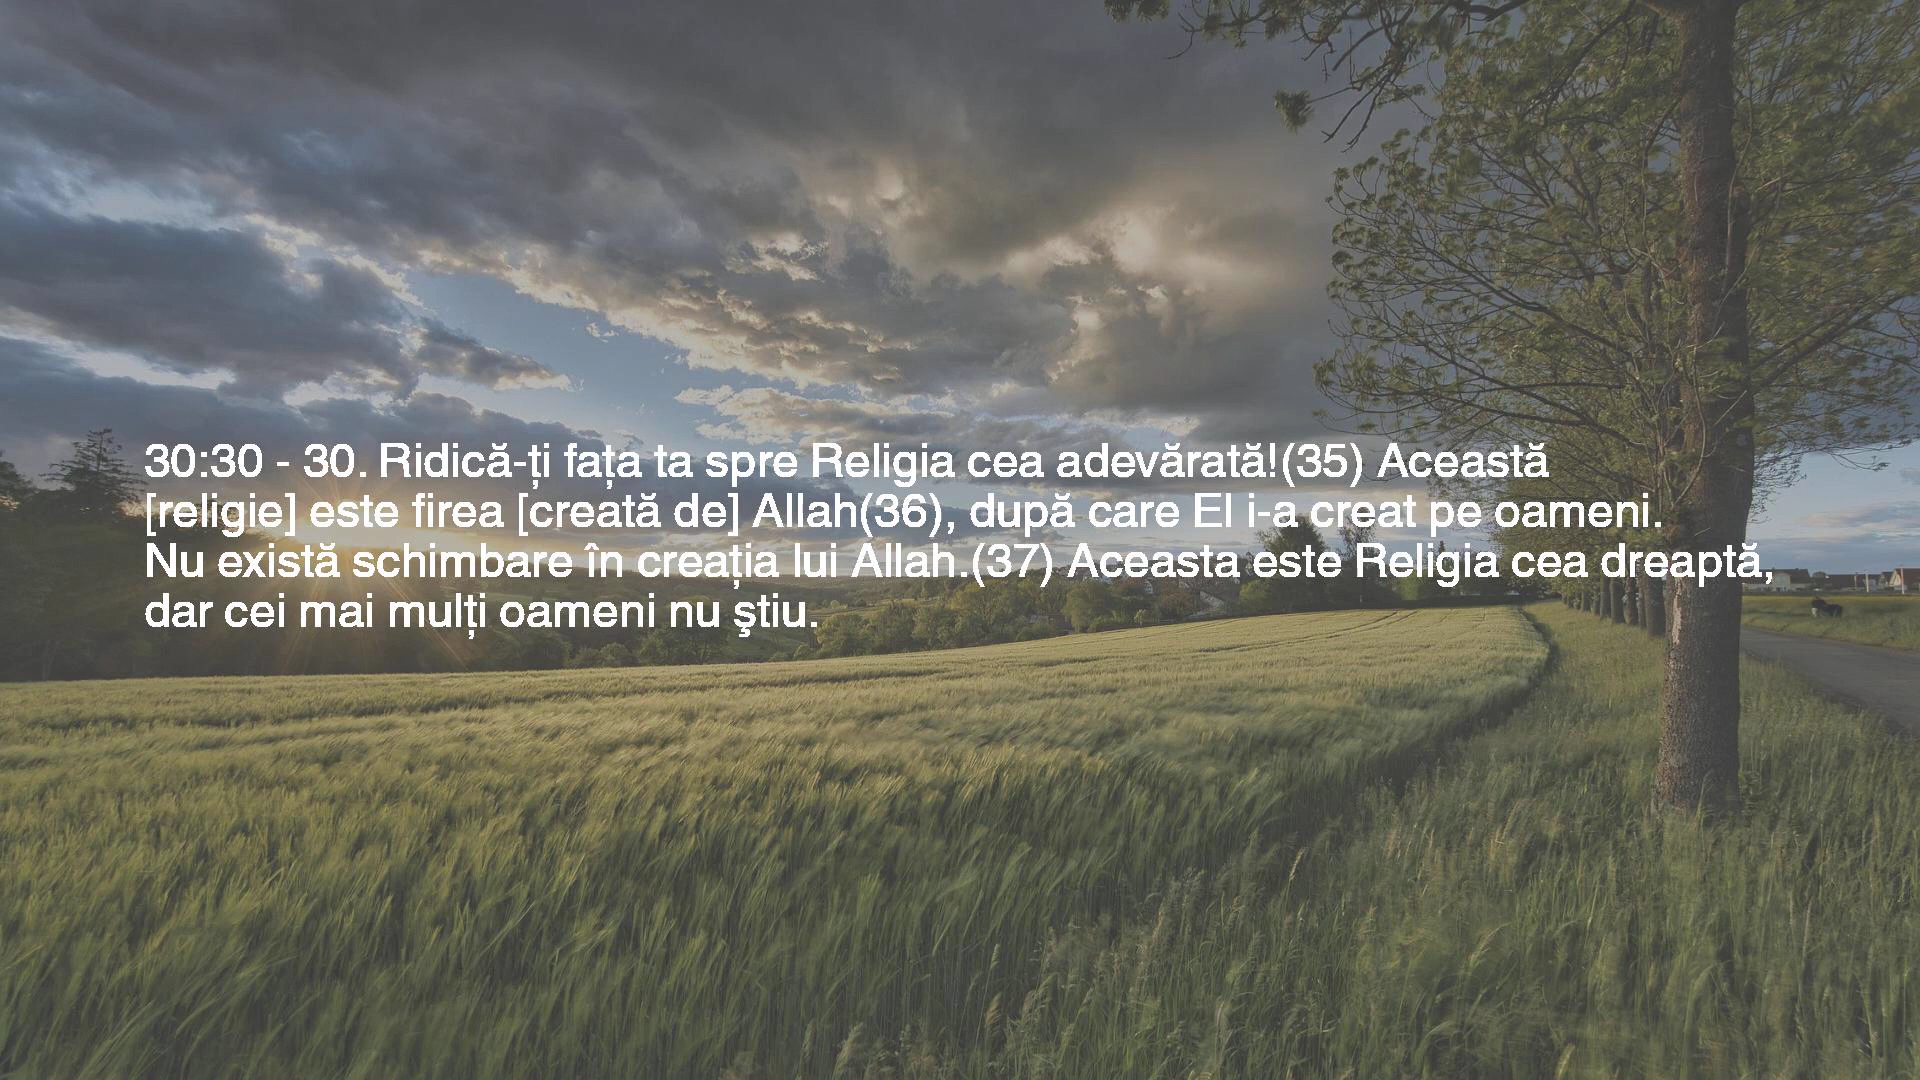 30:30 - 30. Ridică-ți fața ta spre Religia cea adevărată!(35) Această
[religie] este firea [creată de] Allah(36), după care El i-a creat pe oameni.
Nu există schimbare în creația lui Allah.(37) Aceasta este Religia cea dreaptă,
dar cei mai mulți oameni nu ştiu.